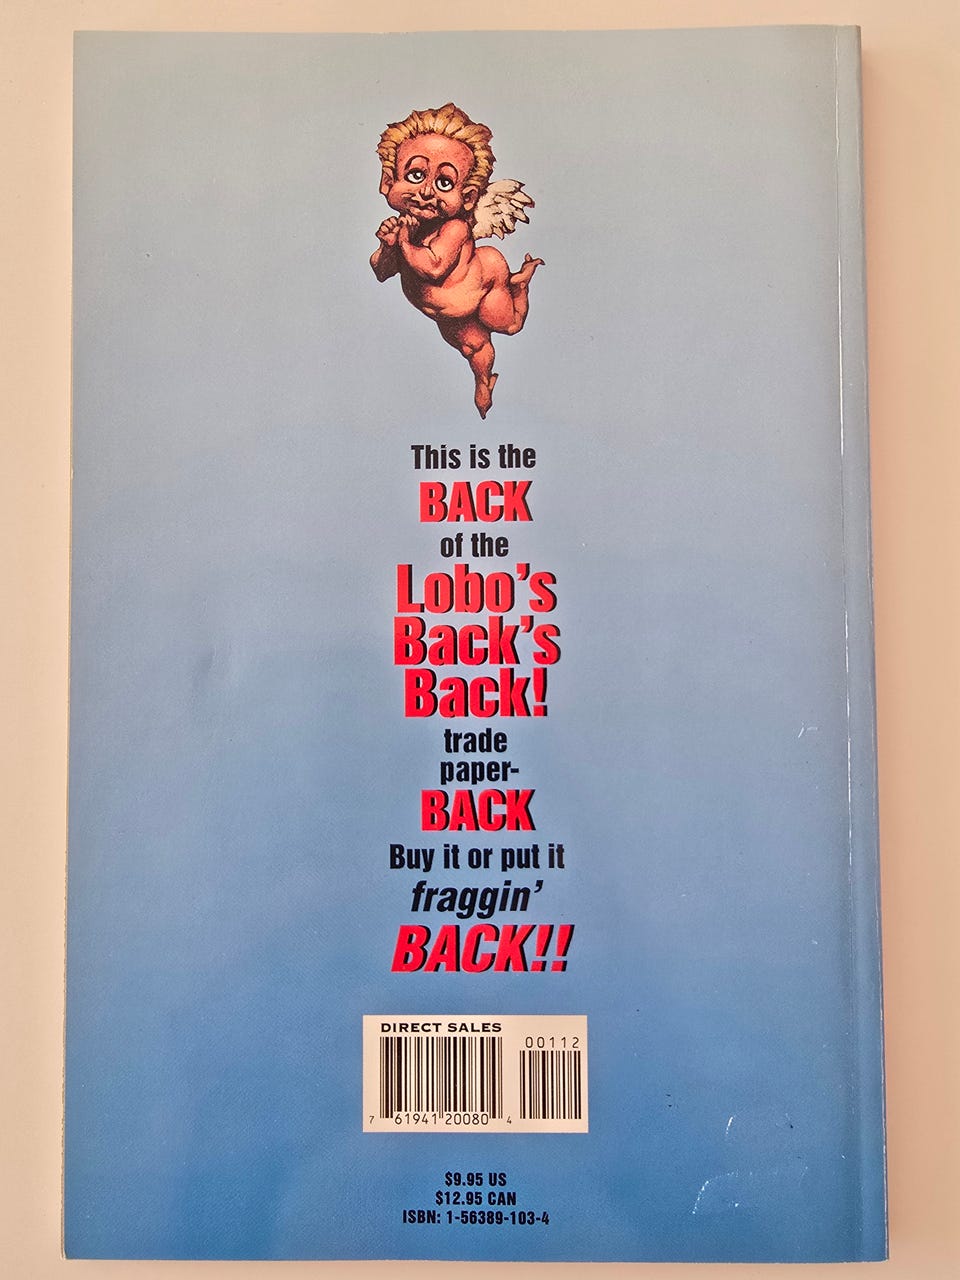 This is the
BACK
of the
Lobo's
Back's
Back!
trade
paper-
BACK
Buy it or put it
fraggin'
BACK!!
DIRECT SALES
00112
7 61941 20080 4
$9.95 US
$12.95 CAN
ISBN: 1-56389-103-4